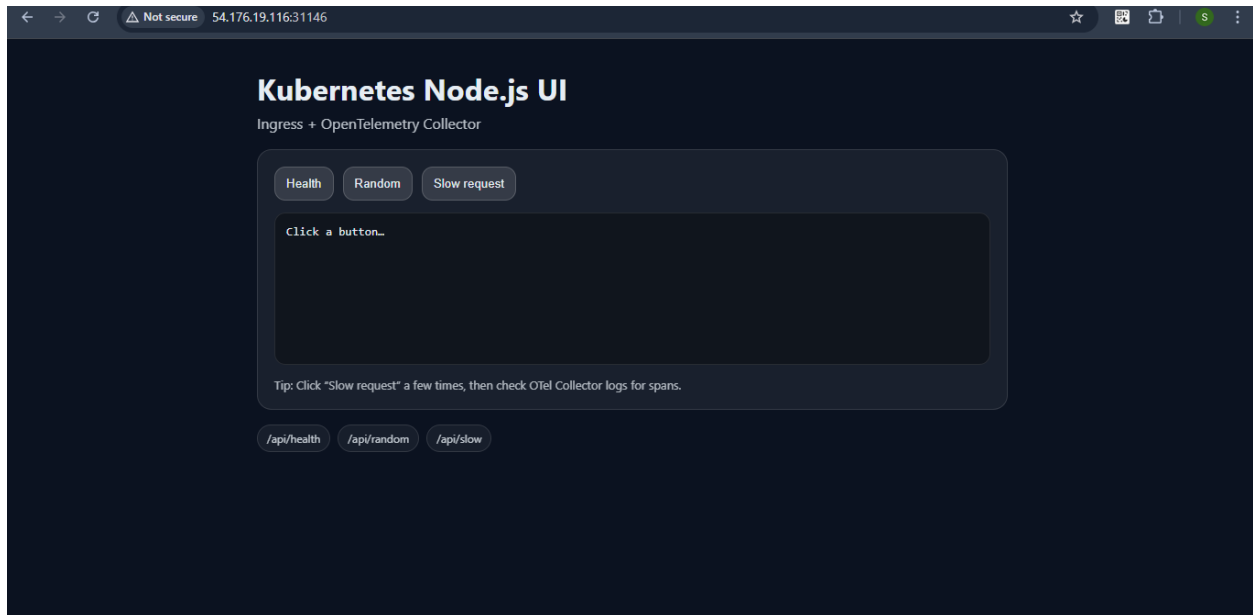 Not secure 54.176.19.116:31146 S
Kubernetes Node.js UI
Ingress + OpenTelemetry Collector
Health Random Slow request
Click a button…
Tip: Click "Slow request" a few times, then check OTel Collector logs for spans.
/api/health /api/random /api/slow